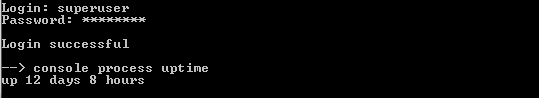 Login: superuser
Password: ********
Login successful
--> console process uptime
up 12 days 8 hours